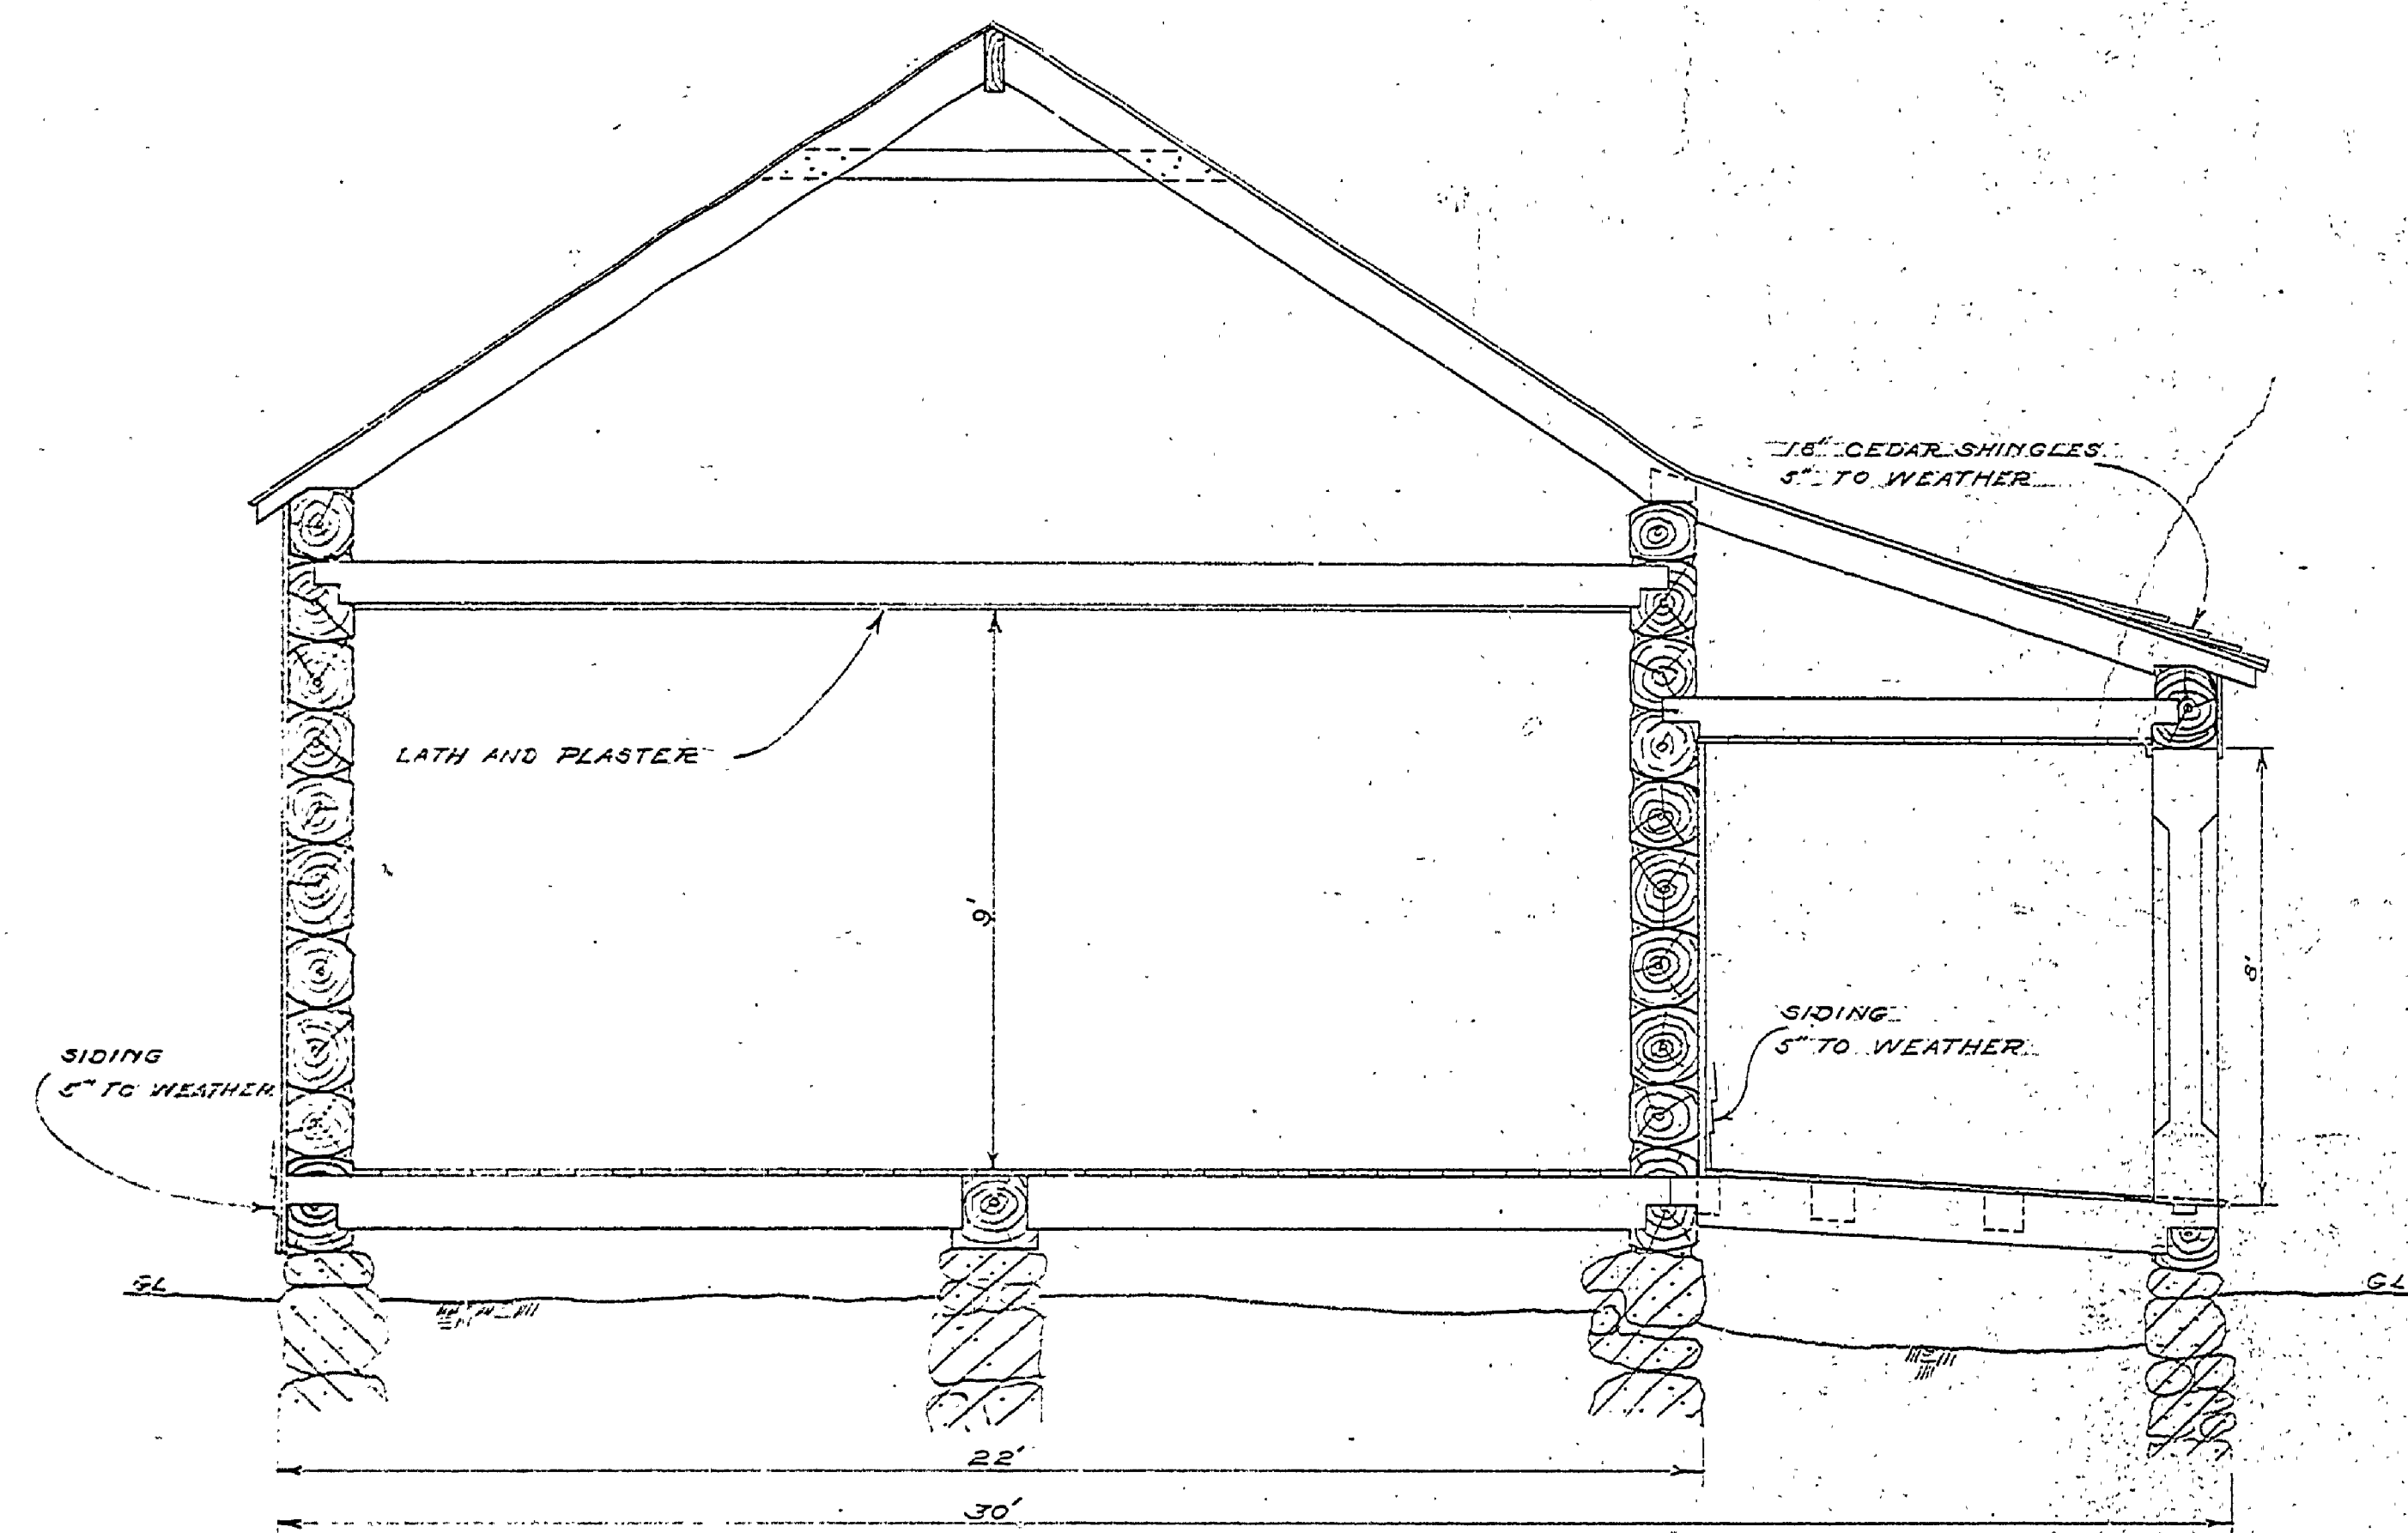 18" CEDAR SHINGLES
5" TO WEATHER
LATH AND PLASTER
9'
8'
SIDING
5" TO WEATHER
SIDING
5" TO WEATHER
GL
GL
22'
30'